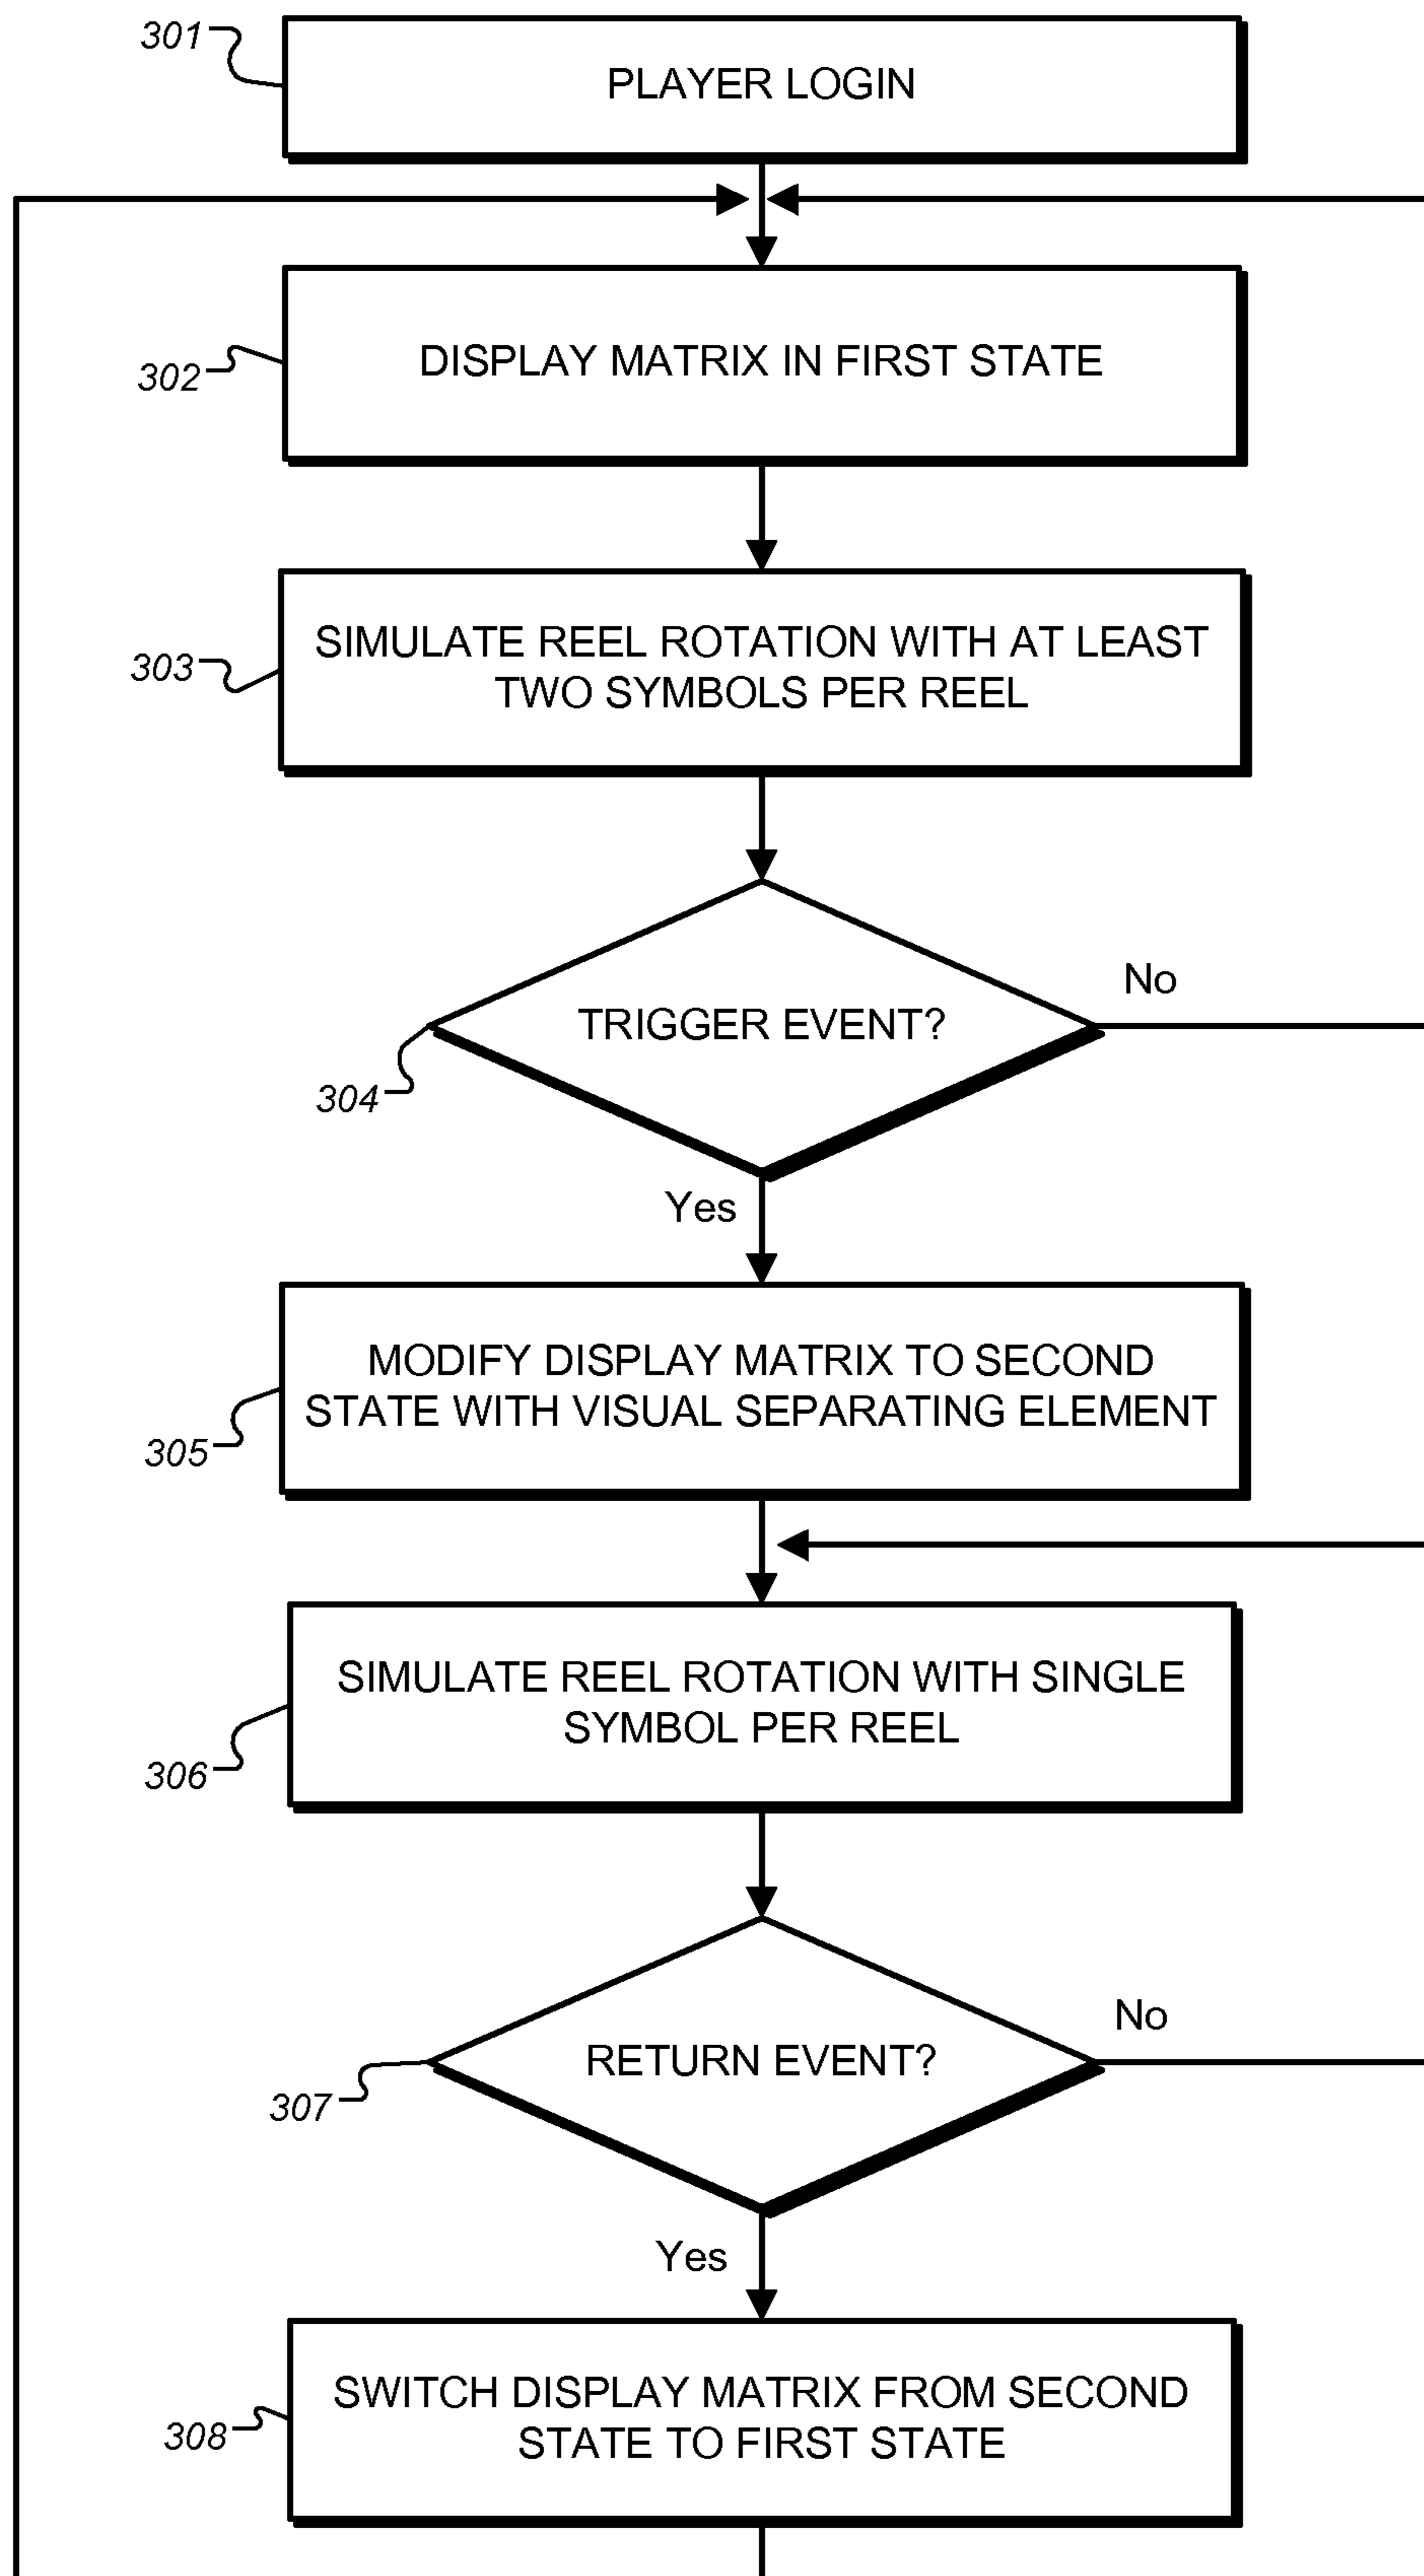 301
PLAYER LOGIN
302
DISPLAY MATRIX IN FIRST STATE
303
SIMULATE REEL ROTATION WITH AT LEAST
TWO SYMBOLS PER REEL
304
TRIGGER EVENT?
No
Yes
305
MODIFY DISPLAY MATRIX TO SECOND
STATE WITH VISUAL SEPARATING ELEMENT
306
SIMULATE REEL ROTATION WITH SINGLE
SYMBOL PER REEL
307
RETURN EVENT?
No
Yes
308
SWITCH DISPLAY MATRIX FROM SECOND
STATE TO FIRST STATE